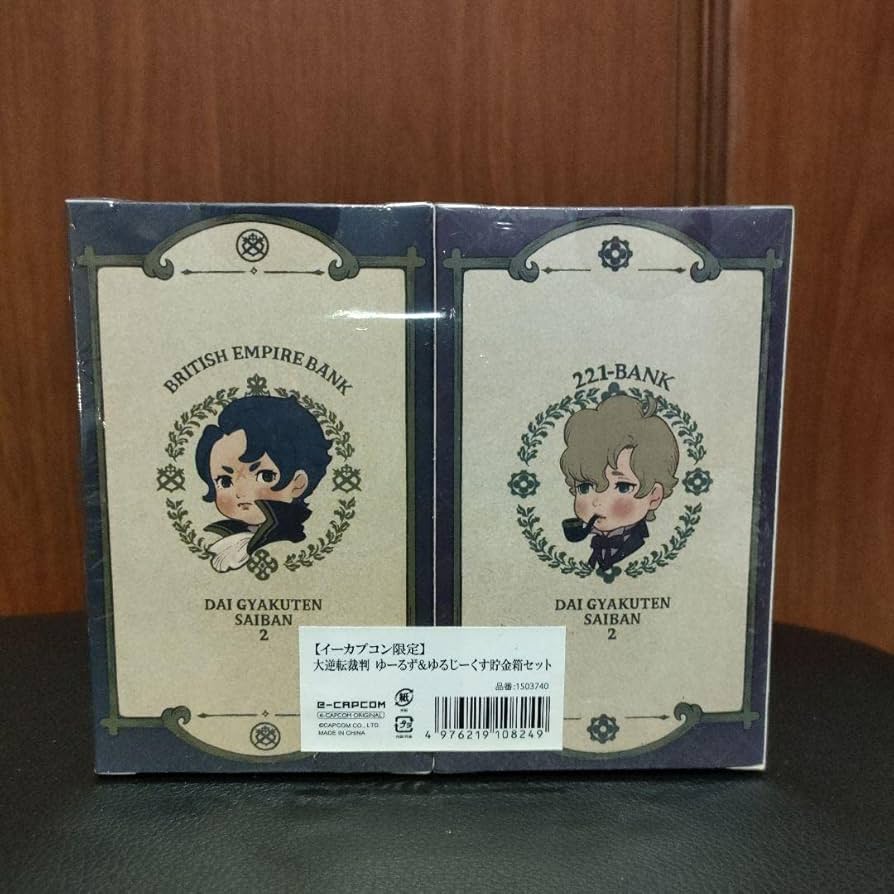 BRITISH EMPIRE BANK
DAI GYAKUTEN
SAIBAN
2
221-BANK
DAI GYAKUTEN
SAIBAN
2
【イーカプコン限定】
大逆転裁判 ゆーるず&ゆるじーくす貯金箱セット
品番:1503740
e-CAPCOM
e-CAPCOM ORIGINAL
©CAPCOM CO., LTD.
MADE IN CHINA
紙
プラ
4 976219 108249